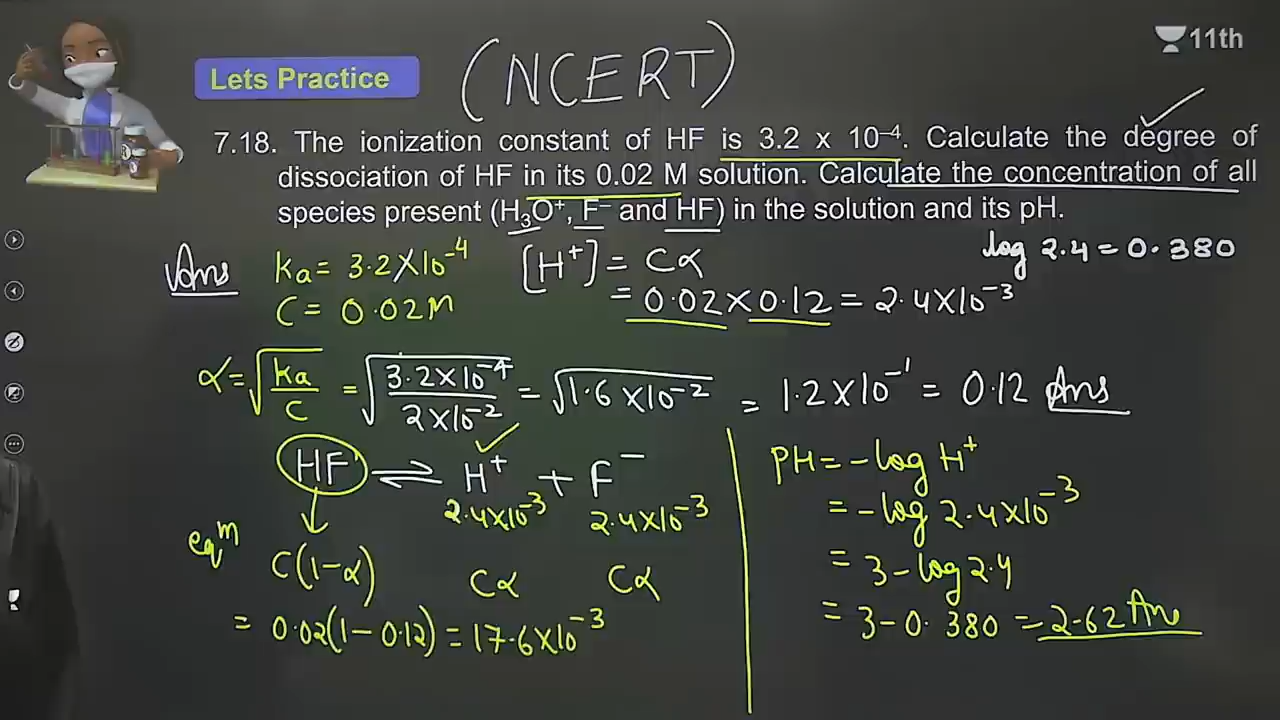 11th
Lets Practice
(NCERT)
7.18. The ionization constant of HF is 3.2 x 10⁻⁴. Calculate the degree of
dissociation of HF in its 0.02 M solution. Calculate the concentration of all
species present (H₃O⁺, F⁻ and HF) in the solution and its pH.
log 2.4 = 0.380
Ans
Ka = 3.2 X 10⁻⁴
C = 0.02M
[H⁺] = Cα
= 0.02 X 0.12 = 2.4 X 10⁻³
α = √(Ka/C) = √(3.2 X 10⁻⁴/2 X 10⁻²) = √(1.6 X 10⁻²) = 1.2 X 10⁻¹ = 0.12 Ans
HF ⇌ H⁺ + F⁻
2.4 X 10⁻³ 2.4 X 10⁻³
eqᵐ
C(1-α) Cα Cα
= 0.02(1-0.12) = 17.6 X 10⁻³
PH = -log H⁺
= -log 2.4 X 10⁻³
= 3 - log 2.4
= 3 - 0.380 = 2.62 Ans